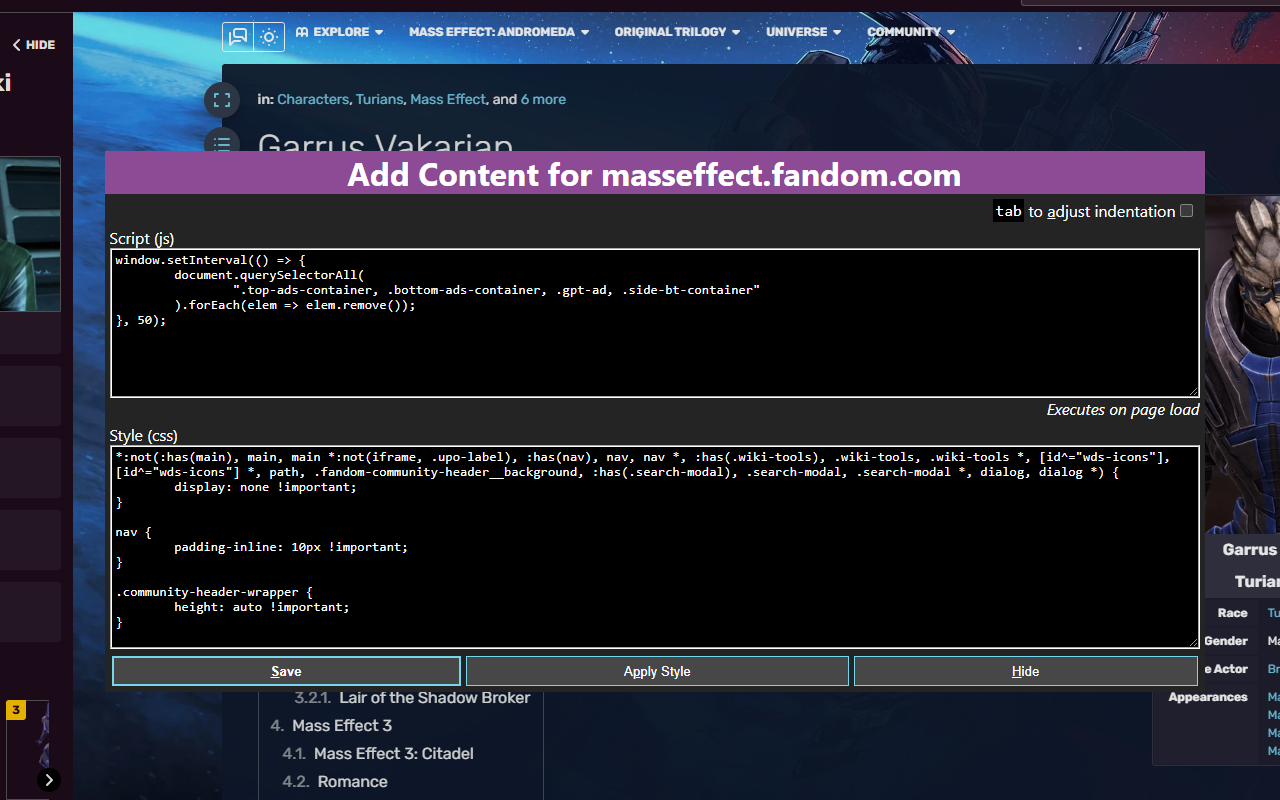 HIDE
ki
EXPLORE
MASS EFFECT: ANDROMEDA
ORIGINAL TRILOGY
UNIVERSE
COMMUNITY
in: Characters, Turians, Mass Effect, and 6 more
Garrus Vakarian
Add Content for masseffect.fandom.com
tab to adjust indentation
Script (js)
window.setInterval(() => {
document.querySelectorAll(
".top-ads-container, .bottom-ads-container, .gpt-ad, .side-bt-container"
).forEach(elem => elem.remove());
}, 50);
Executes on page load
Style (css)
*:not(:has(main), main, main *:not(iframe, .upo-label), :has(nav), nav, nav *, :has(.wiki-tools), .wiki-tools, .wiki-tools *, [id^="wds-icons"],
[id^="wds-icons"] *, path, .fandom-community-header__background, :has(.search-modal), .search-modal, .search-modal *, dialog, dialog *) {
display: none !important;
}
nav {
padding-inline: 10px !important;
}
.community-header-wrapper {
height: auto !important;
}
Save
Apply Style
Hide
Garrus
Turian
Race
Tu
Gender
Ma
e Actor
Br
Appearances
Ma
Ma
Ma
Ma
3.2.1. Lair of the Shadow Broker
4. Mass Effect 3
4.1. Mass Effect 3: Citadel
4.2. Romance
3